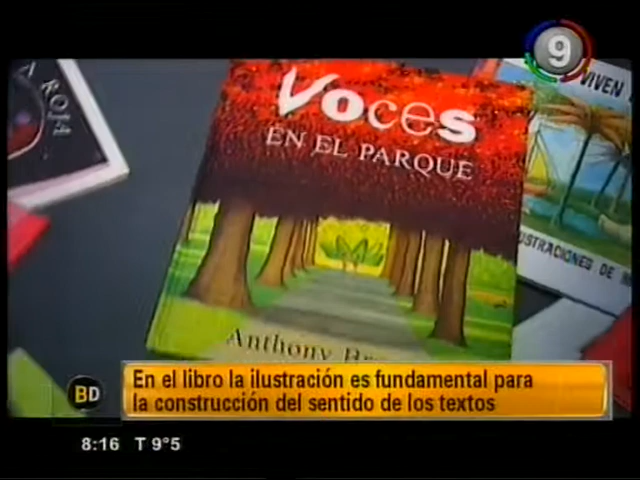 9
A ROJA
VOCES
EN EL PARQUE
VIVEN
Anthony
USTRACIONES DE
BD
En el libro la ilustración es fundamental para
la construcción del sentido de los textos
8:16 T 9°5